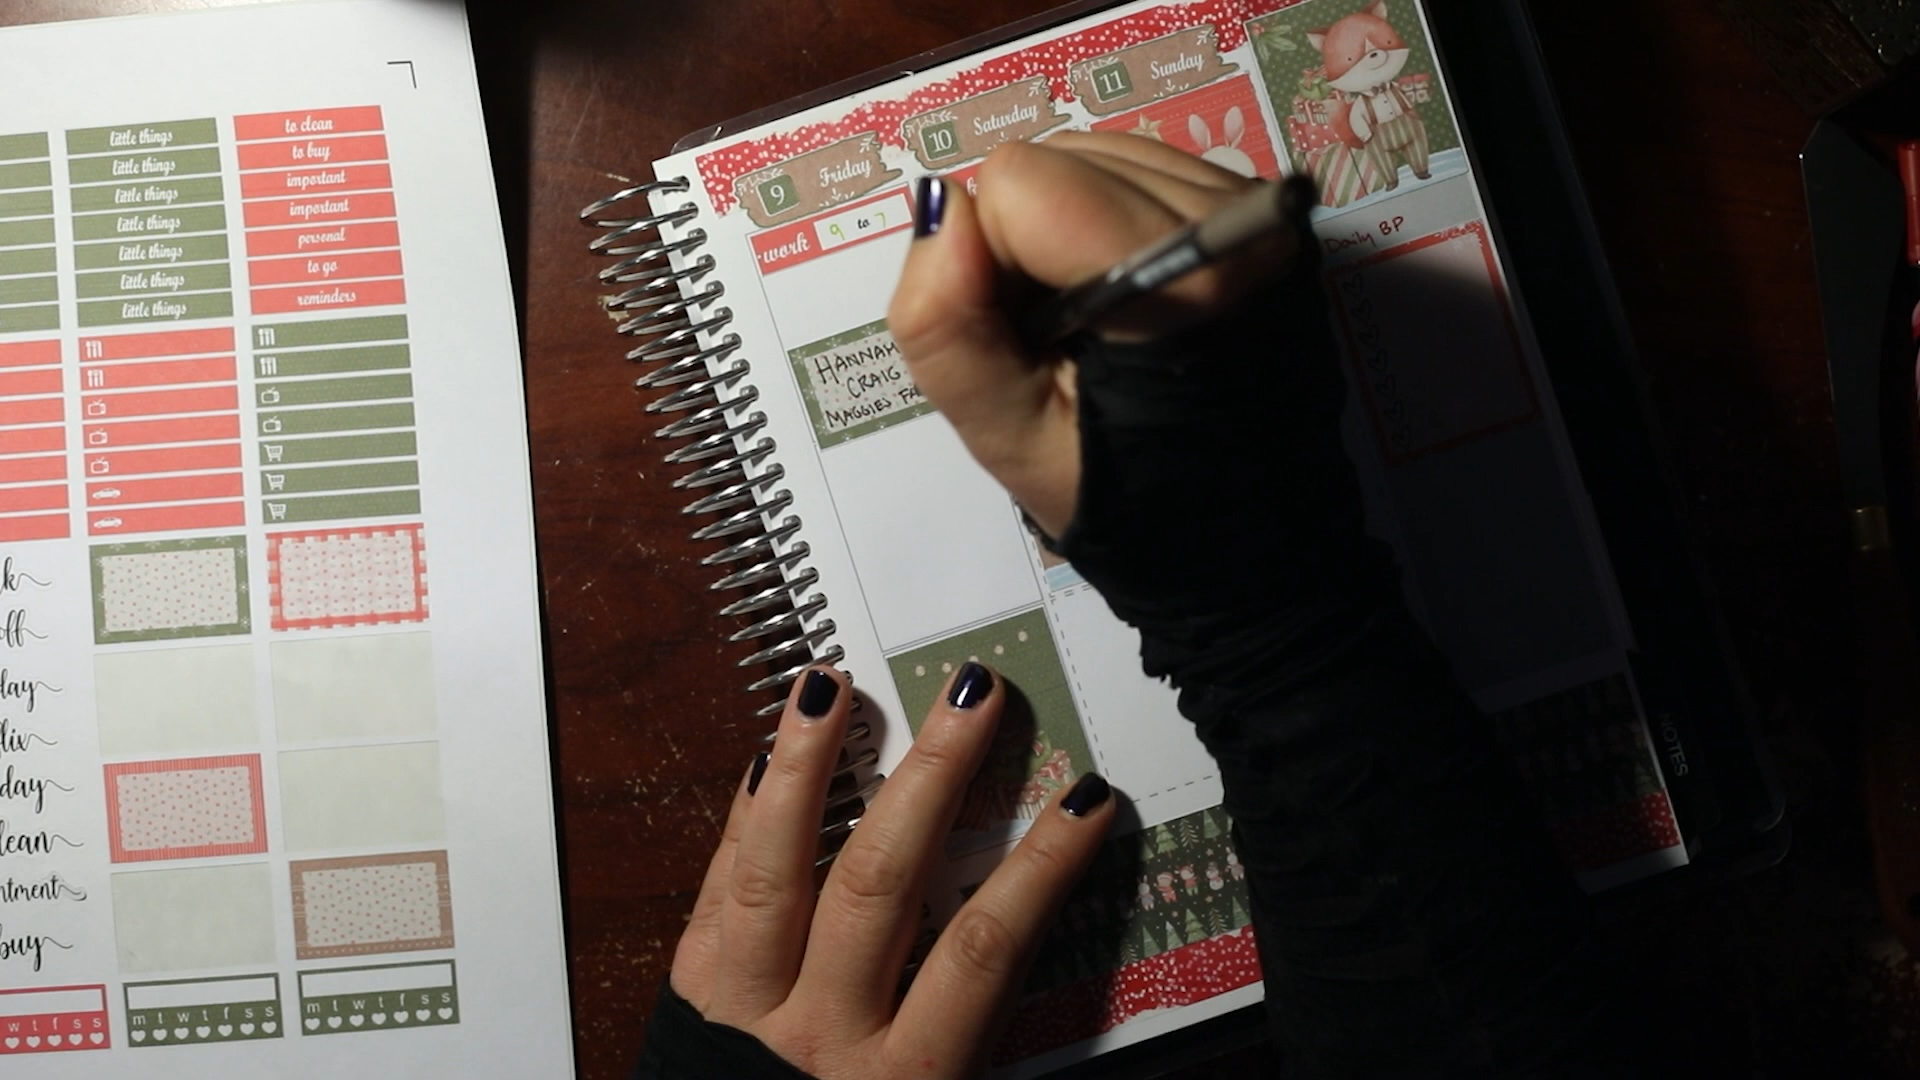 little things
little things
little things
little things
little things
little things
little things
to clean
to buy
important
important
personal
to go
reminders
m t w t f s s
m t w t f s s
w t f s s
9 Friday
10 Saturday
11 Sunday
work 9 to 7
HANNAH
CRAIG
MAGGIES
Daily BP
NOTES